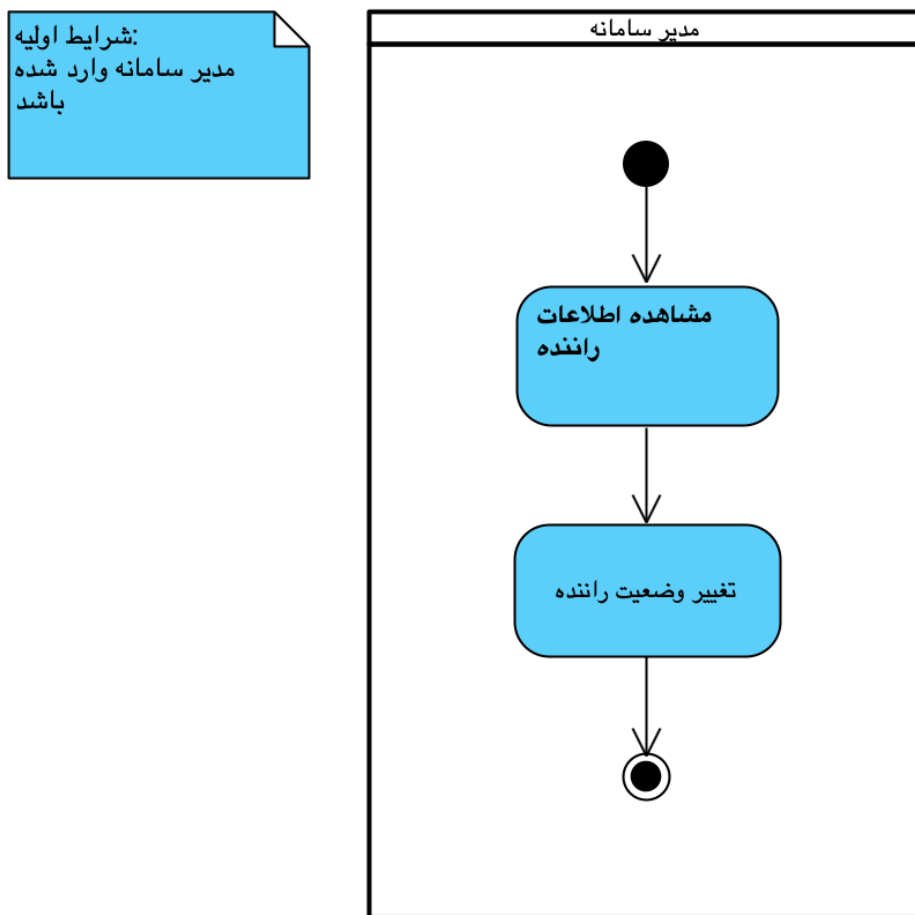 شرایط اولیه:
مدیر سامانه وارد شده
باشد
مدیر سامانه
مشاهده اطلاعات
راننده
تغییر وضعیت راننده